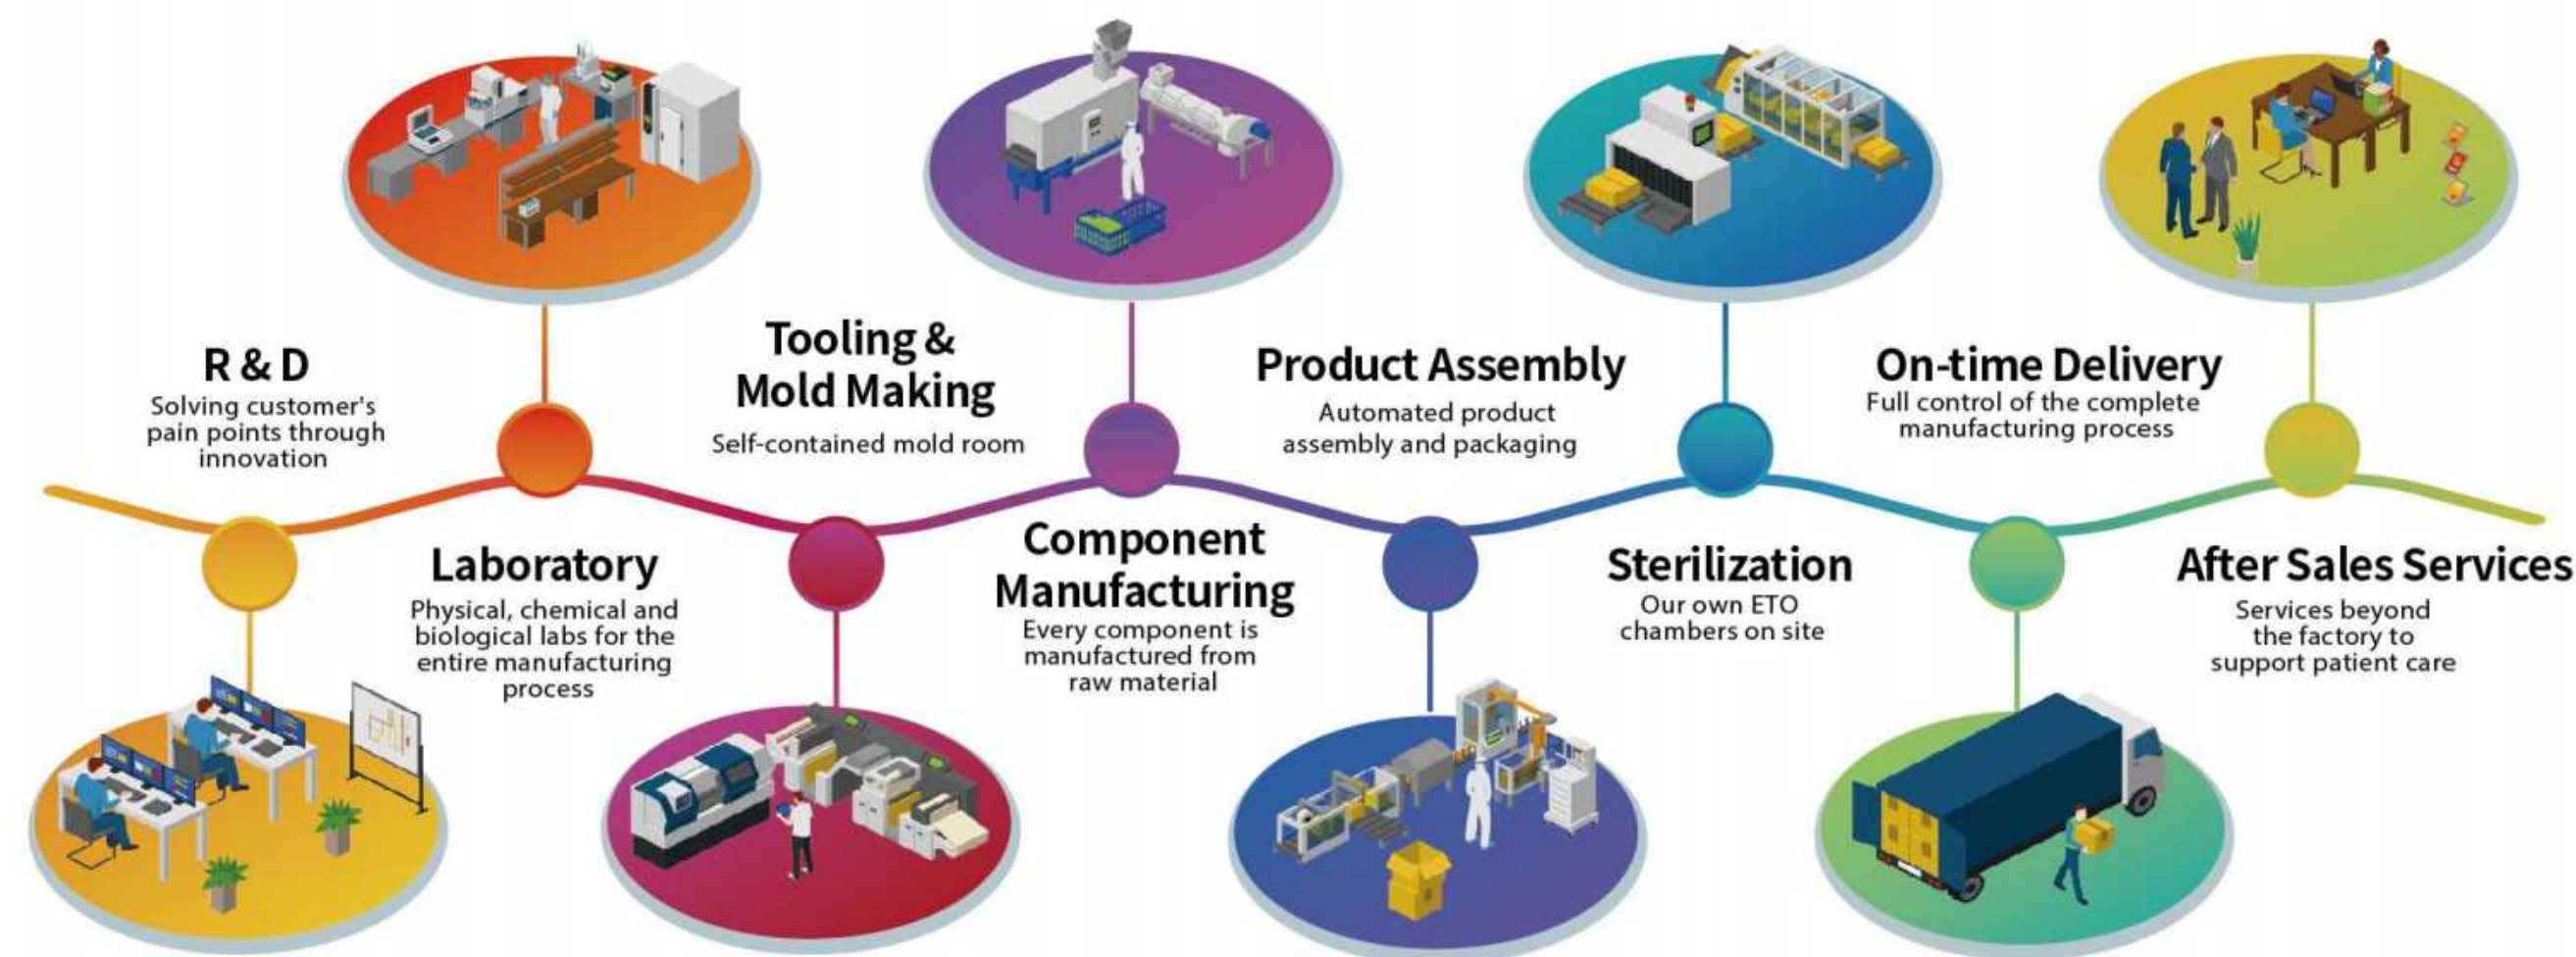 R & D
Solving customer's
pain points through
innovation
Laboratory
Physical, chemical and
biological labs for the
entire manufacturing
process
Tooling &
Mold Making
Self-contained mold room
Component
Manufacturing
Every component is
manufactured from
raw material
Product Assembly
Automated product
assembly and packaging
Sterilization
Our own ETO
chambers on site
On-time Delivery
Full control of the complete
manufacturing process
After Sales Services
Services beyond
the factory to
support patient care